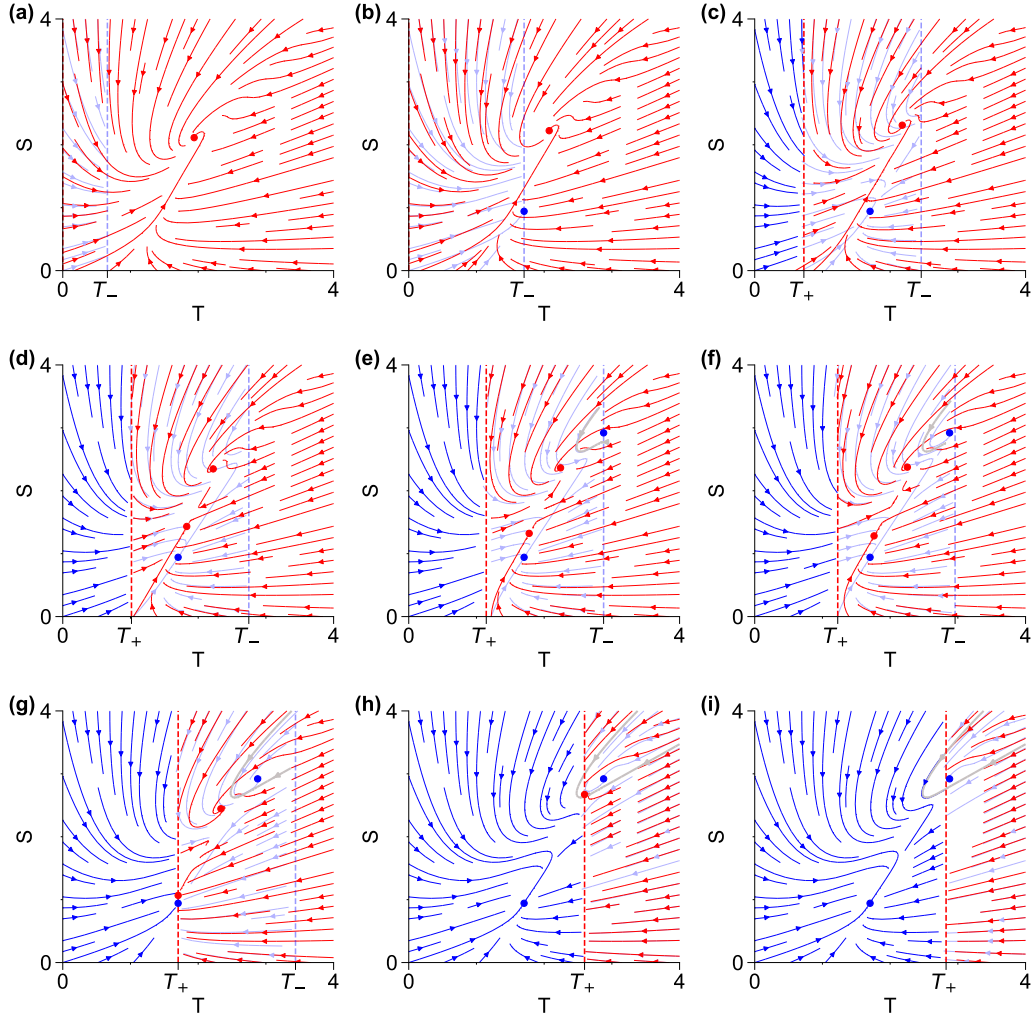 (a) (b) (c)
4 4 4
S S S
0 0 0
0 T− 4 0 T− 4 0 T+ T− 4
T T T
(d) (e) (f)
4 4 4
S S S
0 0 0
0 T+ T− 4 0 T+ T− 4 0 T+ T− 4
T T T
(g) (h) (i)
4 4 4
S S S
0 0 0
0 T+ T− 4 0 T+ 4 0 T+ 4
T T T